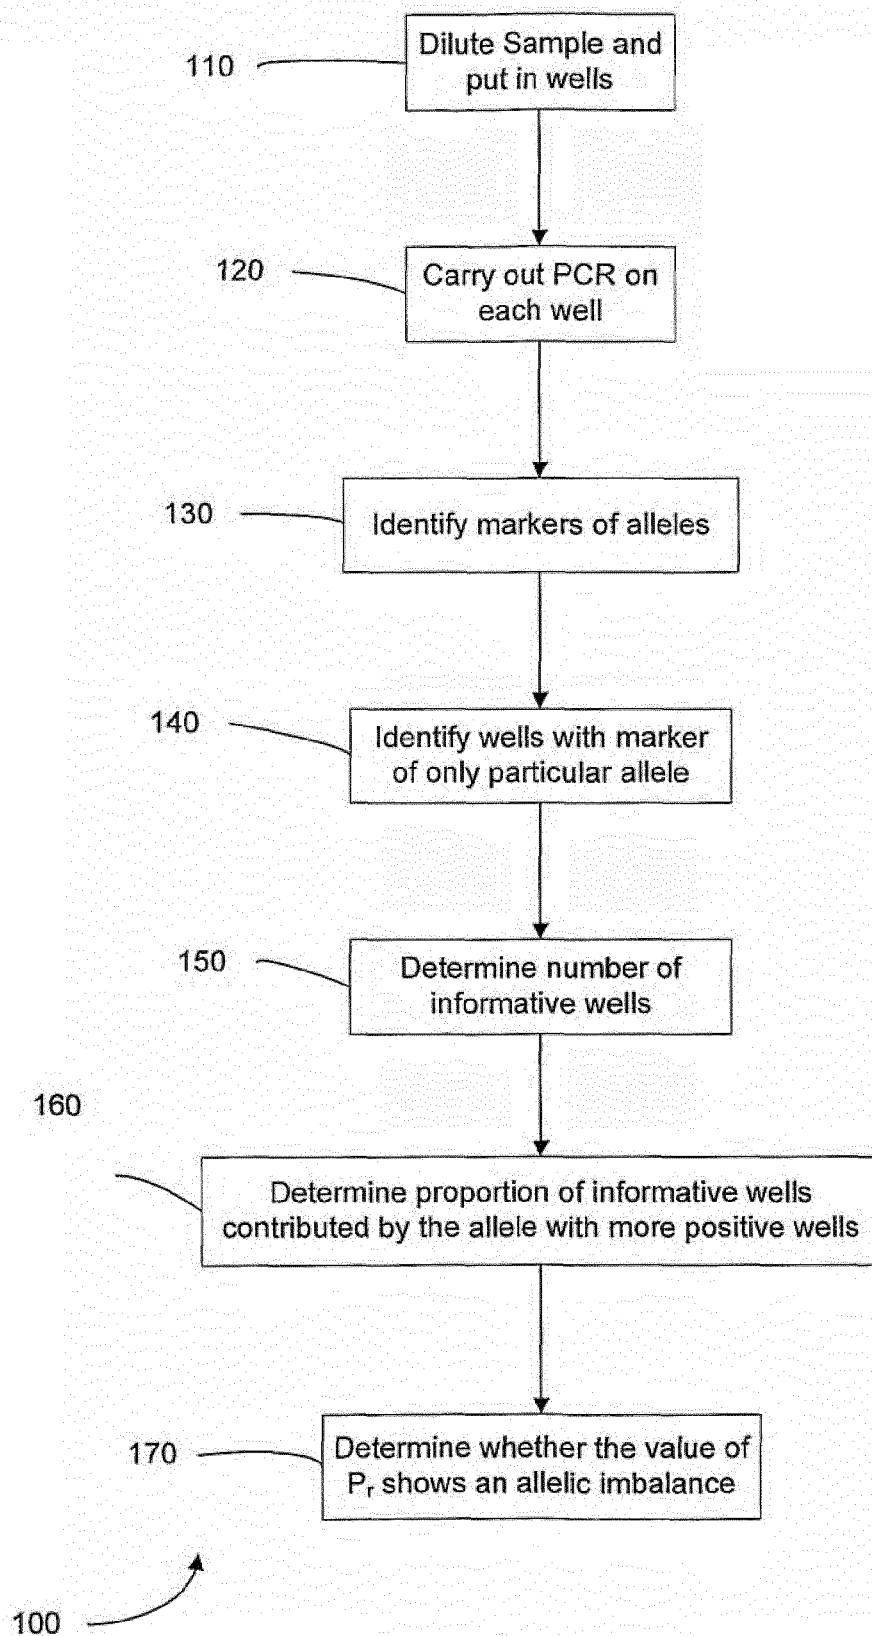 110
Dilute Sample and
put in wells
120
Carry out PCR on
each well
130
Identify markers of alleles
140
Identify wells with marker
of only particular allele
150
Determine number of
informative wells
160
Determine proportion of informative wells
contributed by the allele with more positive wells
170
Determine whether the value of
Pr shows an allelic imbalance
100